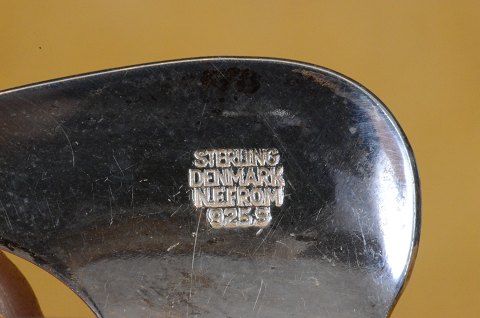 STERLING
DENMARK
N.E.FROM
925S